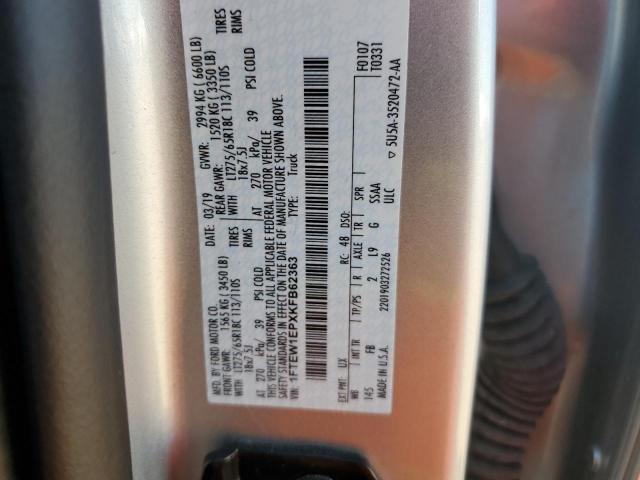 MFD. BY FORD MOTOR CO.
DATE: 03/19 GVWR: 2994 KG ( 6600 LB)
FRONT GAWR: 1565 KG (3450 LB) REAR GAWR: 1520 KG ( 3350 LB)
LT275/65R18C 113/110S WITH LT275/65R18C 113/110S TIRES
18x7.5J 18x7.5J RIMS
AT 270 kPa/ 39 PSI COLD AT 270 kPa/ 39 PSI COLD
THIS VEHICLE CONFORMS TO ALL APPLICABLE FEDERAL MOTOR VEHICLE
SAFETY STANDARDS IN EFFECT ON THE DATE OF MANUFACTURE SHOWN ABOVE.
VIN: 1FTEW1EPXKFB62363 TYPE: Truck
TIRES
RIMS
F0107
T0331
EXT PNT: UX RC: 48 DSO:
WB INT TR TP/PS R AXLE TR SPR
145 FB 2 L9 G SSAA
MADE IN U.S.A. 2201903272526 ULC
5U5A-3520472-AA